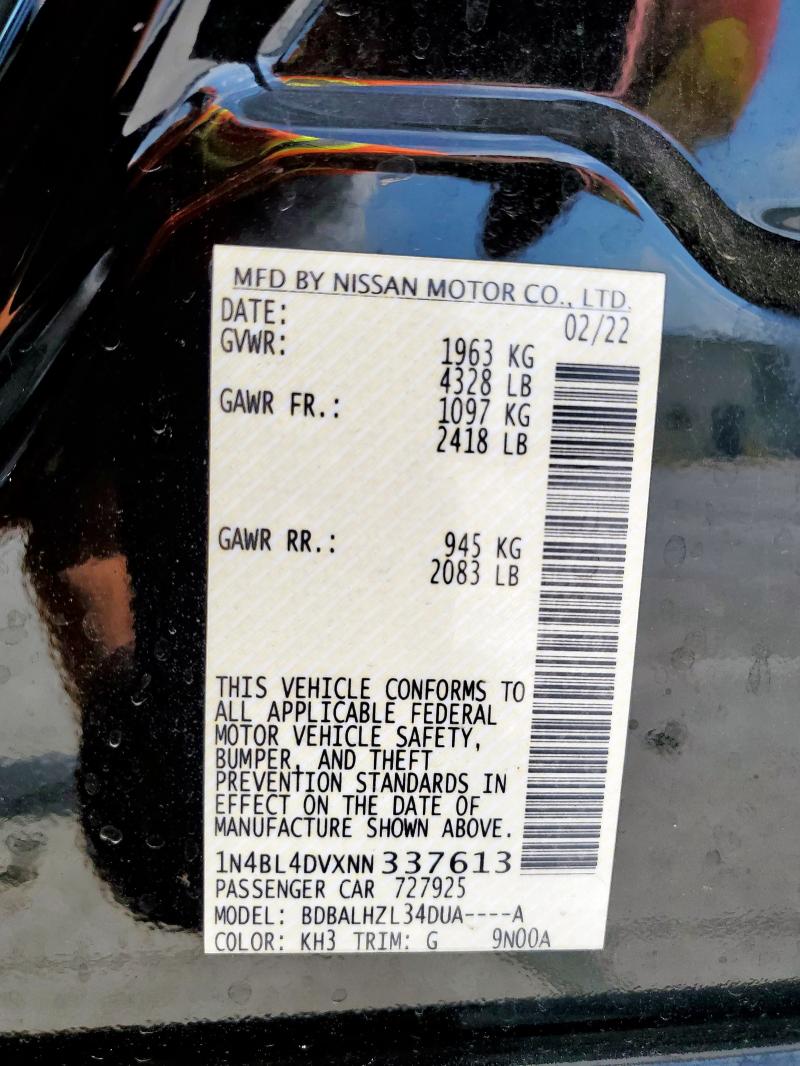 MFD BY NISSAN MOTOR CO., LTD.
DATE: 02/22
GVWR: 1963 KG
4328 LB
GAWR FR.: 1097 KG
2418 LB
GAWR RR.: 945 KG
2083 LB
THIS VEHICLE CONFORMS TO
ALL APPLICABLE FEDERAL
MOTOR VEHICLE SAFETY,
BUMPER, AND THEFT
PREVENTION STANDARDS IN
EFFECT ON THE DATE OF
MANUFACTURE SHOWN ABOVE.
1N4BL4DVXNN 337613
PASSENGER CAR 727925
MODEL: BDBALHZL34DUA----A
COLOR: KH3 TRIM: G 9N00A